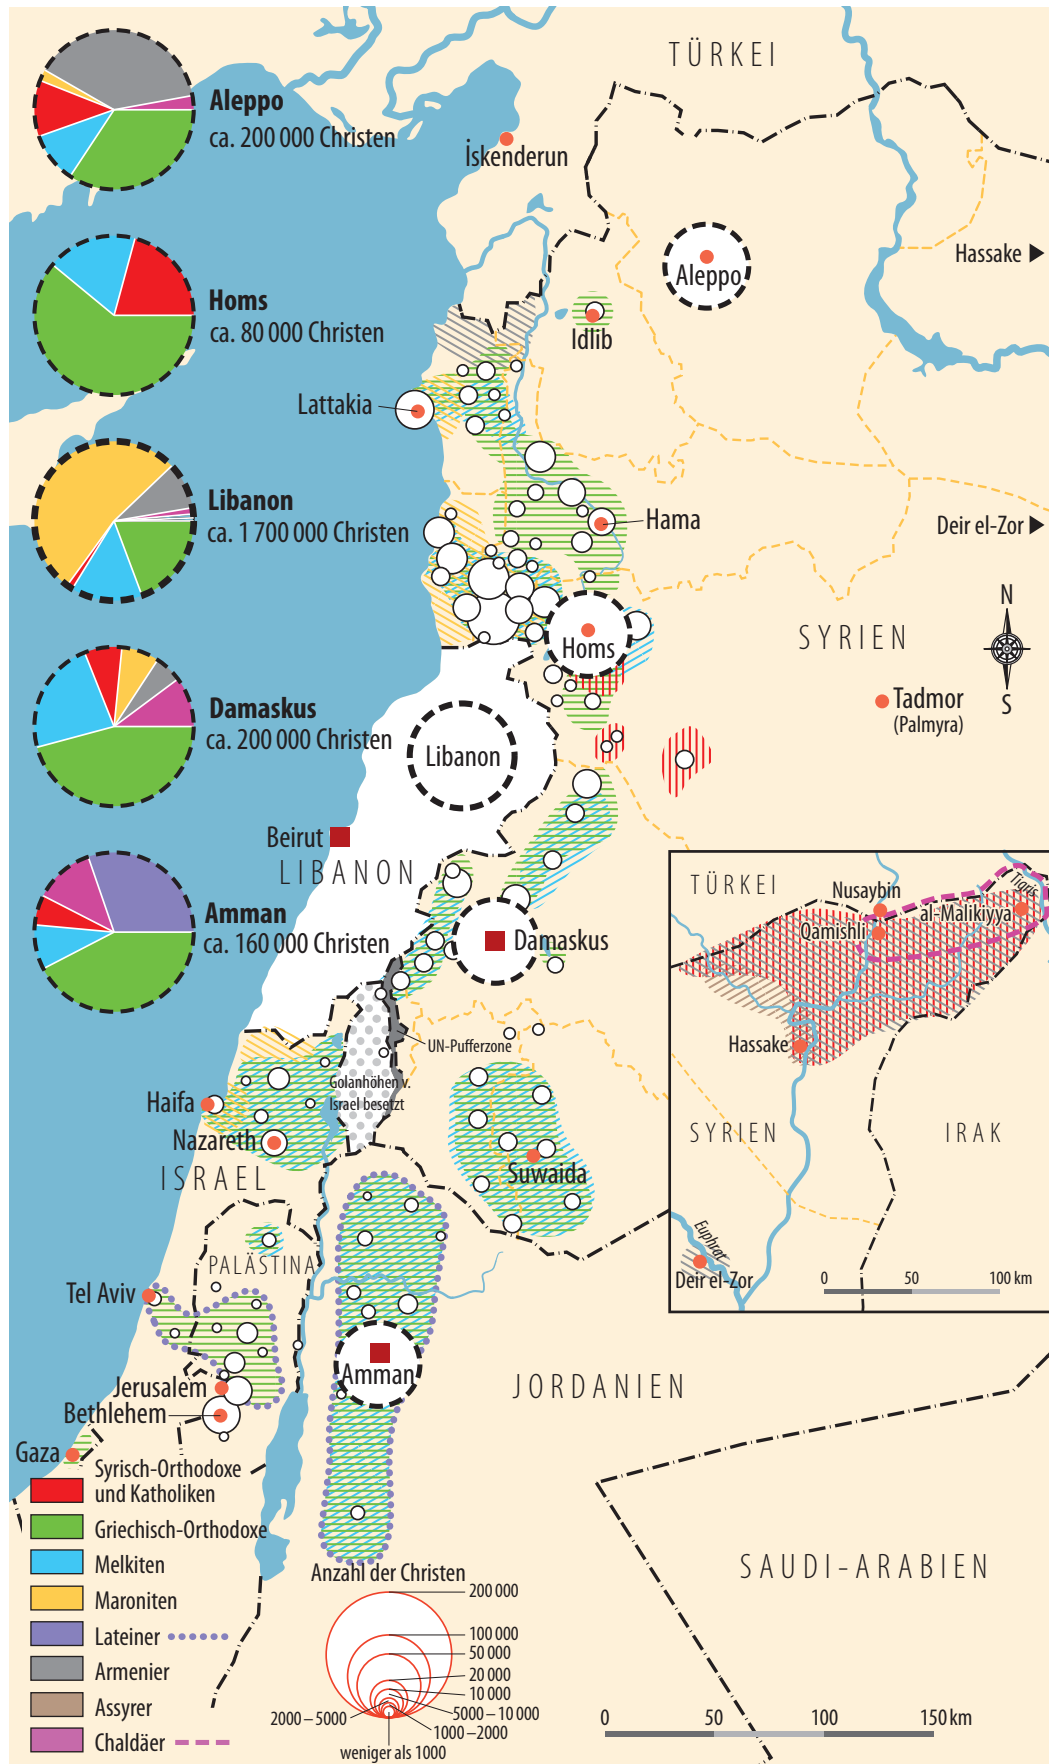 TÜRKEI
Aleppo
ca. 200 000 Christen
İskenderun
Aleppo
Hassake
Homs
ca. 80 000 Christen
Idlib
Lattakia
Libanon
ca. 1 700 000 Christen
Hama
Deir el-Zor
N
S
SYRIEN
Homs
Tadmor
(Palmyra)
Damaskus
ca. 200 000 Christen
Libanon
Beirut
LIBANON
Amman
ca. 160 000 Christen
Damaskus
UN-Pufferzone
Golanhöhen v.
Israel besetzt
Haifa
Nazareth
ISRAEL
Suwaida
TÜRKEI
Nusaybin
Tigris
al-Malikiyya
Qamishli
Hassake
SYRIEN
IRAK
Euphrat
Deir el-Zor
0 50 100 km
PALÄSTINA
Tel Aviv
Amman
JORDANIEN
Jerusalem
Bethlehem
Gaza
SAUDI-ARABIEN
Syrisch-Orthodoxe
und Katholiken
Griechisch-Orthodoxe
Melkiten
Maroniten
Lateiner
Armenier
Assyrer
Chaldäer
Anzahl der Christen
200 000
100 000
50 000
20 000
10 000
5000 – 10 000
2000 – 5000
1000 – 2000
weniger als 1000
0 50 100 150 km